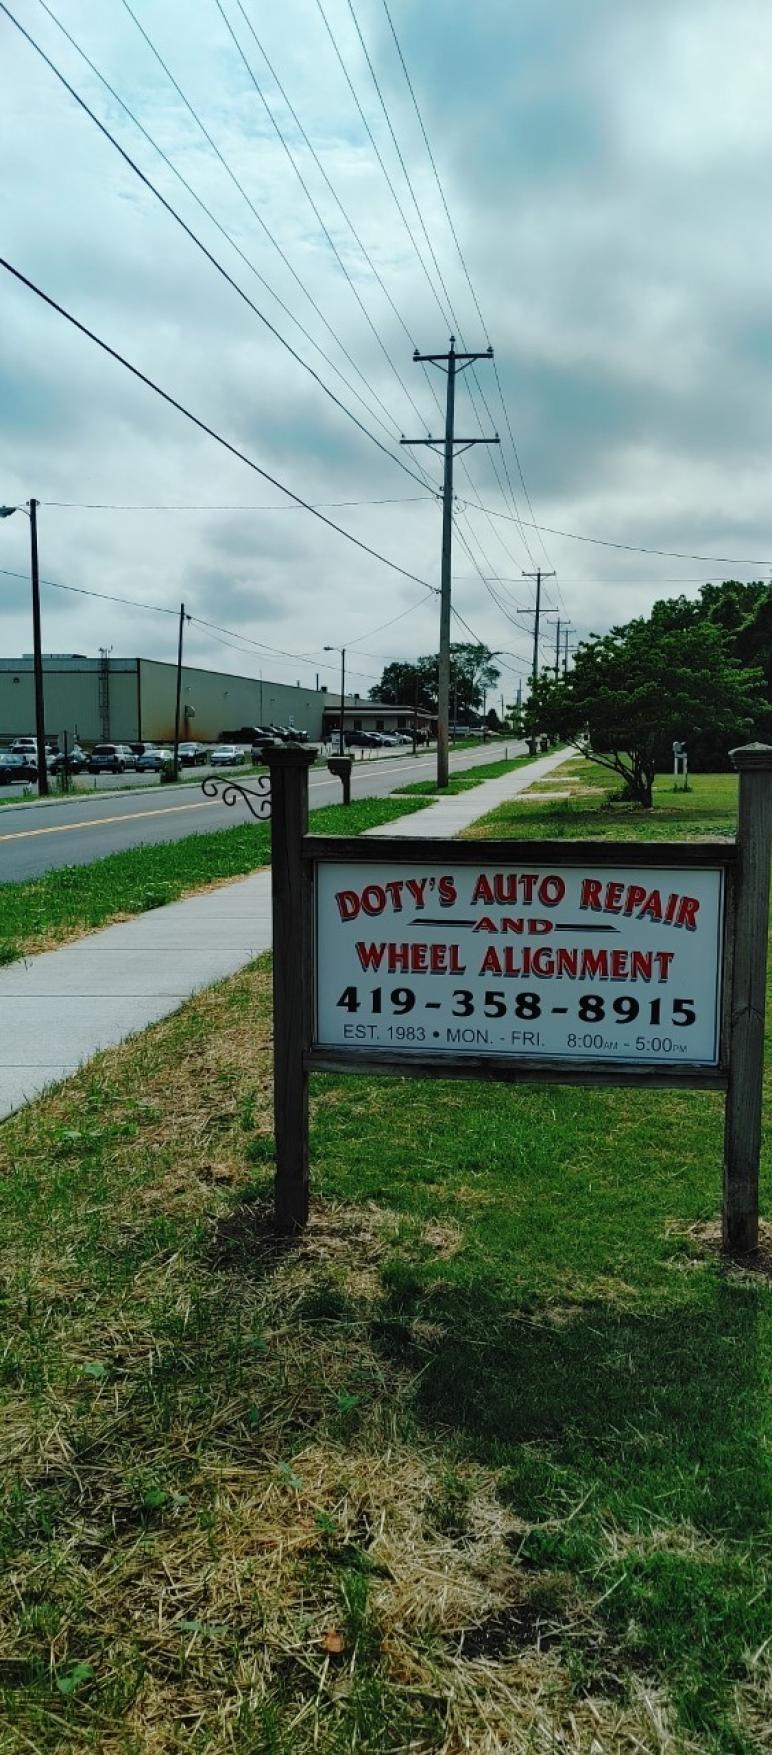 DOTY'S AUTO REPAIR
AND
WHEEL ALIGNMENT
419-358-8915
EST. 1983 • MON. - FRI. 8:00AM - 5:00PM